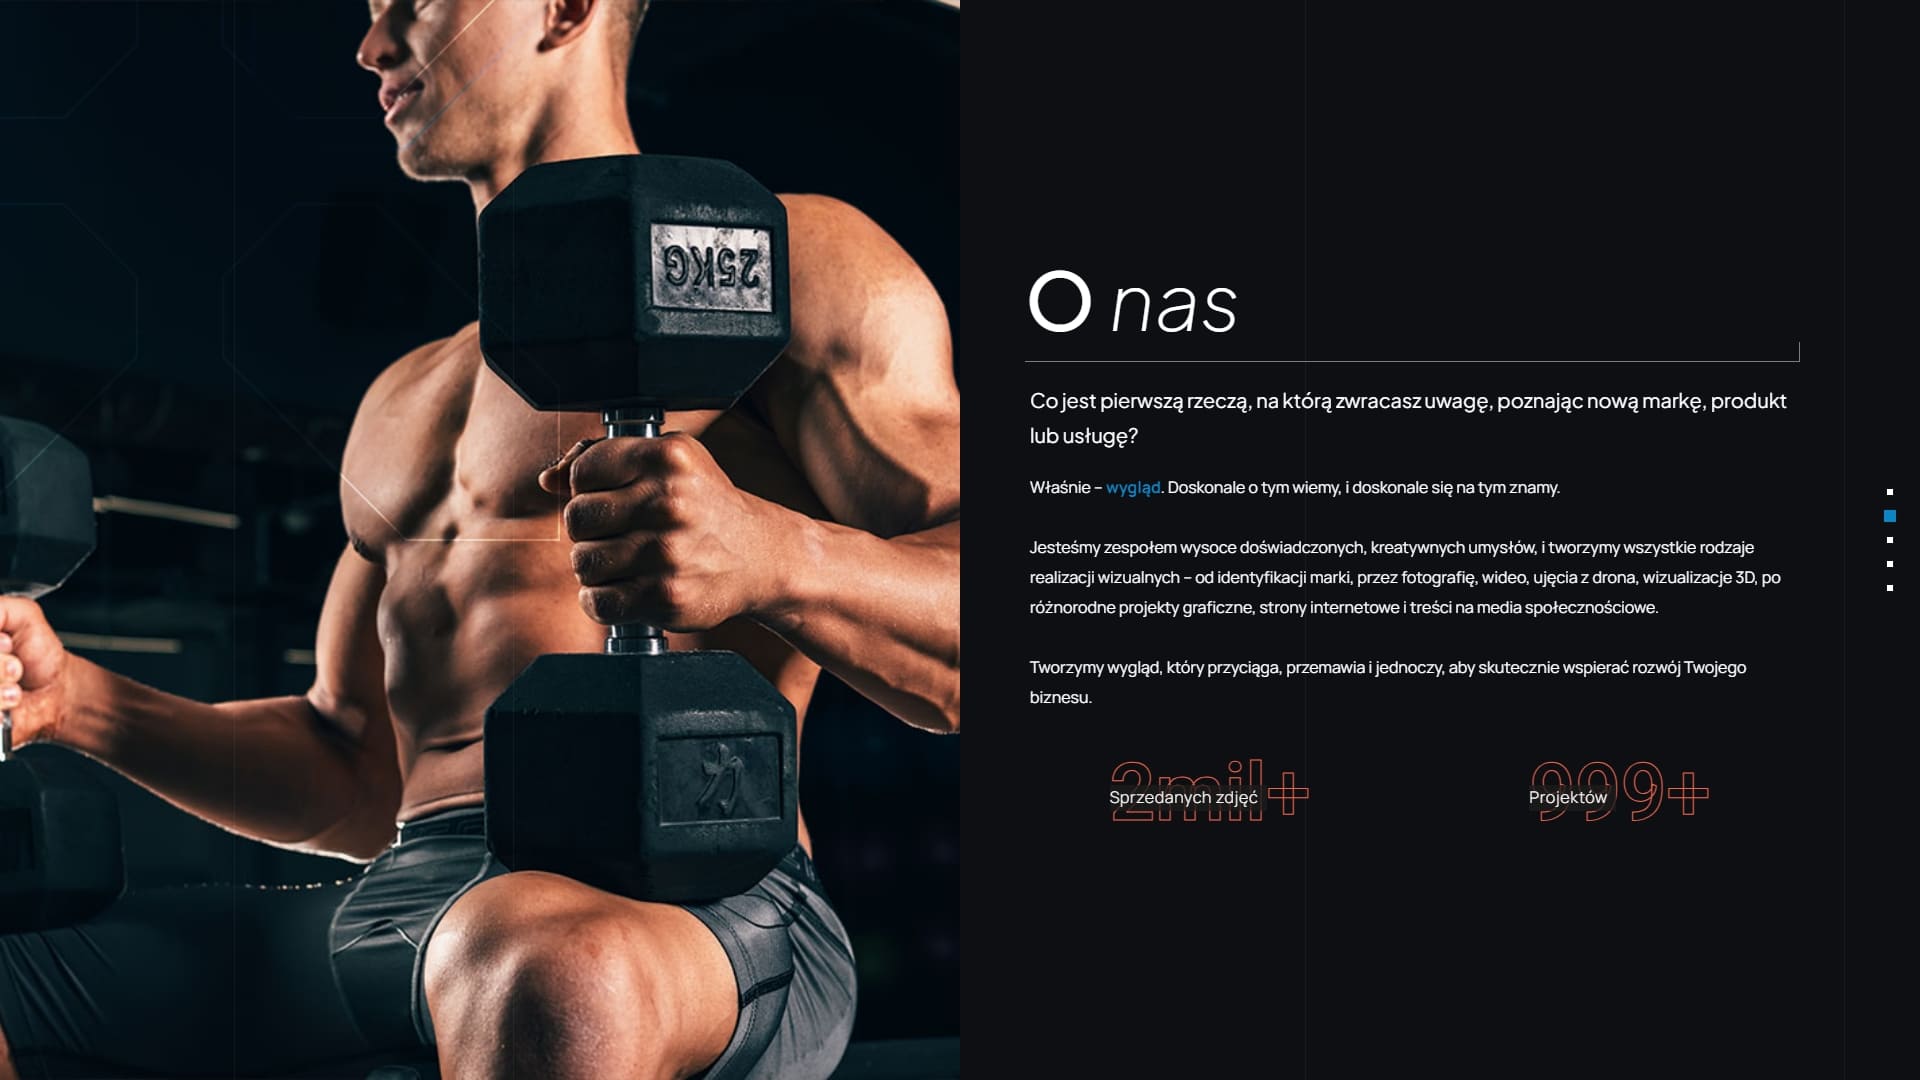 25KG
力
O nas
Co jest pierwszą rzeczą, na którą zwracasz uwagę, poznając nową markę, produkt
lub usługę?
Właśnie – wygląd. Doskonale o tym wiemy, i doskonale się na tym znamy.
Jesteśmy zespołem wysoce doświadczonych, kreatywnych umysłów, i tworzymy wszystkie rodzaje
realizacji wizualnych – od identyfikacji marki, przez fotografię, wideo, ujęcia z drona, wizualizacje 3D, po
różnorodne projekty graficzne, strony internetowe i treści na media społecznościowe.
Tworzymy wygląd, który przyciąga, przemawia i jednoczy, aby skutecznie wspierać rozwój Twojego
biznesu.
2mil+
Sprzedanych zdjęć
999+
Projektów